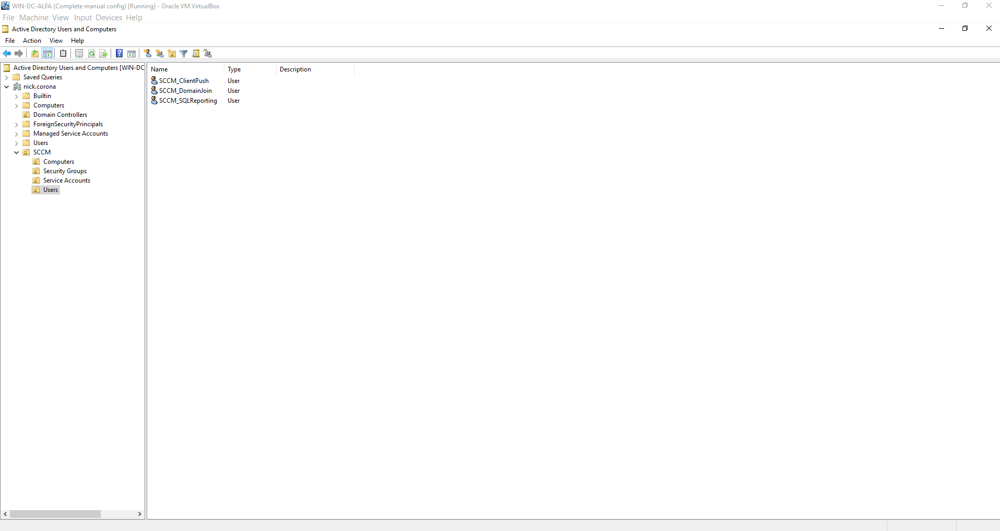 WIN-DC-ALFA (Complete manual config) [Running] - Oracle VM VirtualBox
File Machine View Input Devices Help
Active Directory Users and Computers
File Action View Help
Active Directory Users and Computers [WIN-DC
Saved Queries
nick.corona
Builtin
Computers
Domain Controllers
ForeignSecurityPrincipals
Managed Service Accounts
Users
SCCM
Computers
Security Groups
Service Accounts
Users
Name Type Description
SCCM_ClientPush User
SCCM_DomainJoin User
SCCM_SQLReporting User